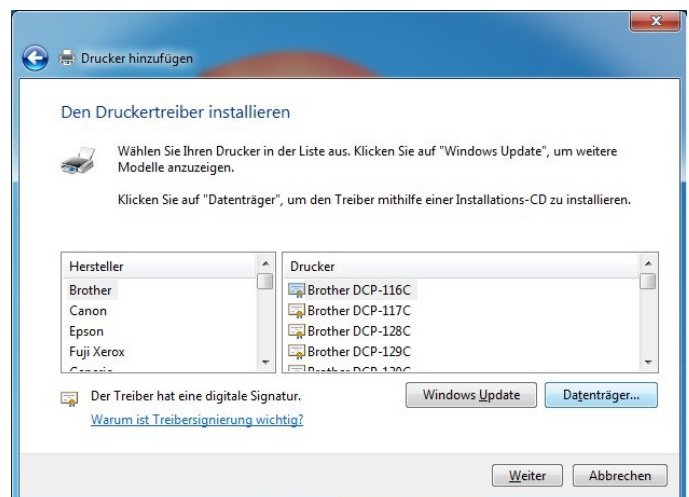 Drucker hinzufügen
Den Druckertreiber installieren
Wählen Sie Ihren Drucker in der Liste aus. Klicken Sie auf "Windows Update", um weitere
Modelle anzuzeigen.
Klicken Sie auf "Datenträger", um den Treiber mithilfe einer Installations-CD zu installieren.
Hersteller
Brother
Canon
Epson
Fuji Xerox
Drucker
Brother DCP-116C
Brother DCP-117C
Brother DCP-128C
Brother DCP-129C
Der Treiber hat eine digitale Signatur.
Warum ist Treibersignierung wichtig?
Windows Update
Datenträger...
Weiter
Abbrechen